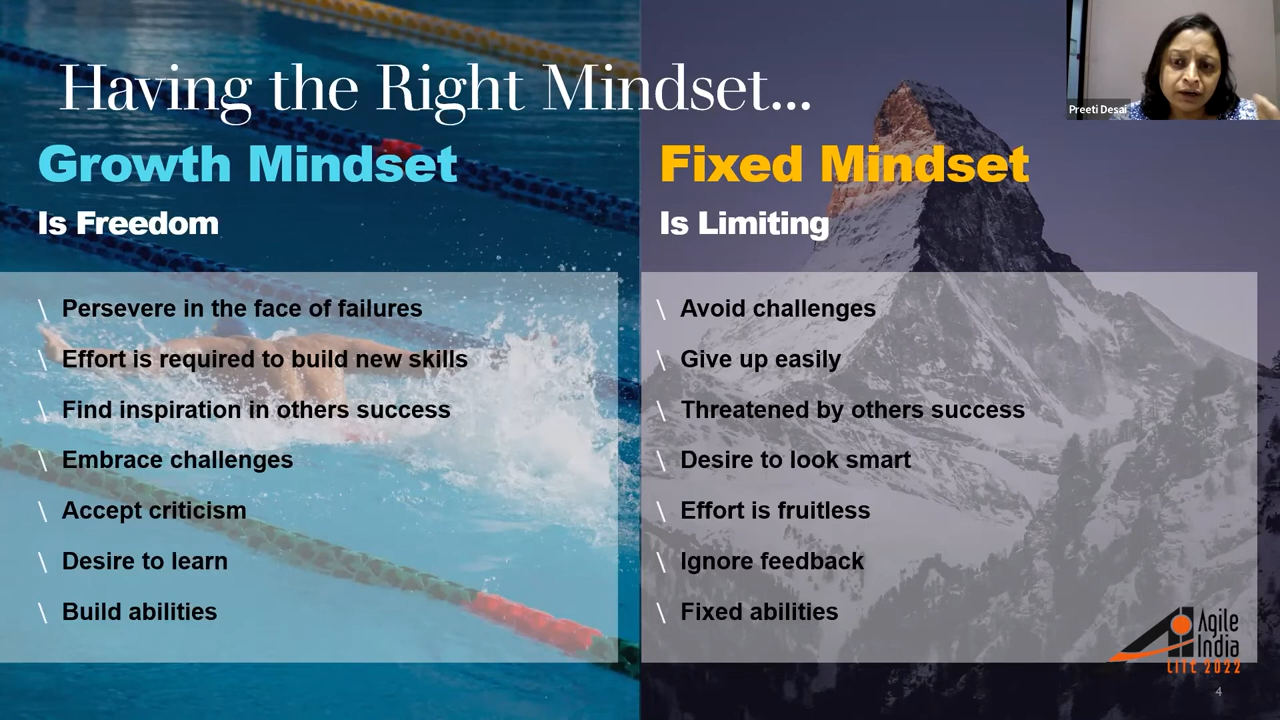 Having the Right Mindset...
Growth Mindset
Is Freedom
\ Persevere in the face of failures
\ Effort is required to build new skills
\ Find inspiration in others success
\ Embrace challenges
\ Accept criticism
\ Desire to learn
\ Build abilities
Fixed Mindset
Is Limiting
\ Avoid challenges
\ Give up easily
\ Threatened by others success
\ Desire to look smart
\ Effort is fruitless
\ Ignore feedback
\ Fixed abilities
Preeti Desai
Agile
India
LITE 2022
4